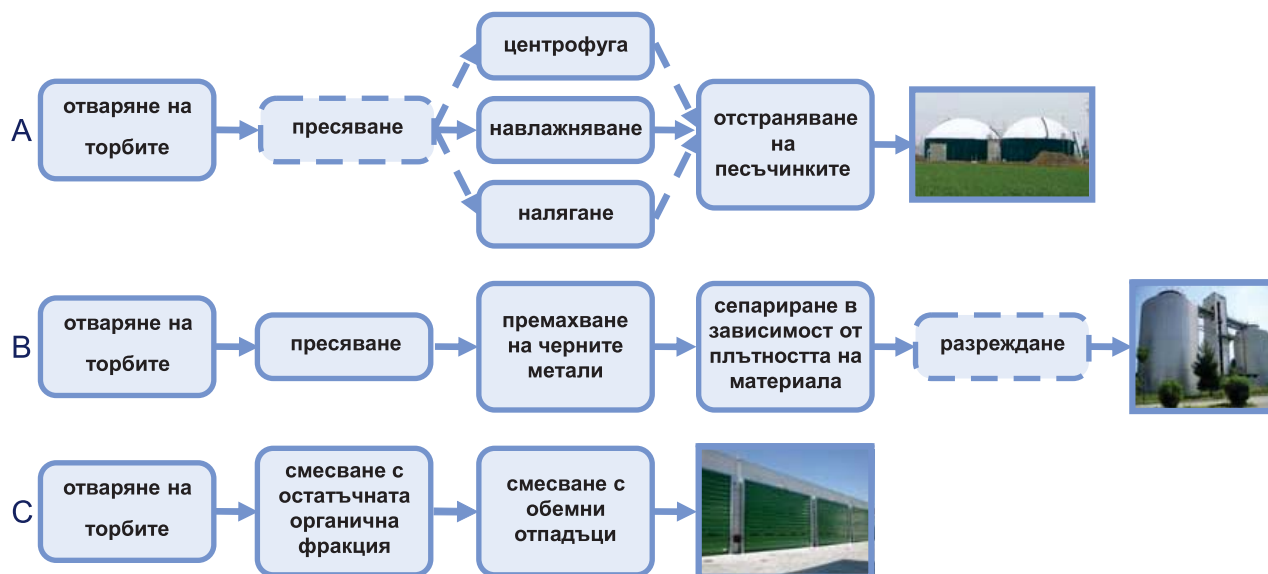 A
отваряне на
торбите
пресяване
центрофуга
навлажняване
налягане
отстраняване
на
песъчинките
B
отваряне на
торбите
пресяване
премахване
на черните
метали
сепариране в
зависимост от
плътността на
материала
разреждане
C
отваряне на
торбите
смесване с
остатъчната
органична
фракция
смесване с
обемни
отпадъци